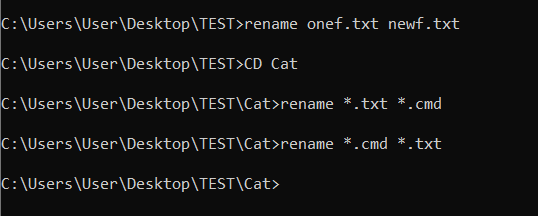 C:\Users\User\Desktop\TEST>rename onef.txt newf.txt
C:\Users\User\Desktop\TEST>CD Cat
C:\Users\User\Desktop\TEST\Cat>rename *.txt *.cmd
C:\Users\User\Desktop\TEST\Cat>rename *.cmd *.txt
C:\Users\User\Desktop\TEST\Cat>